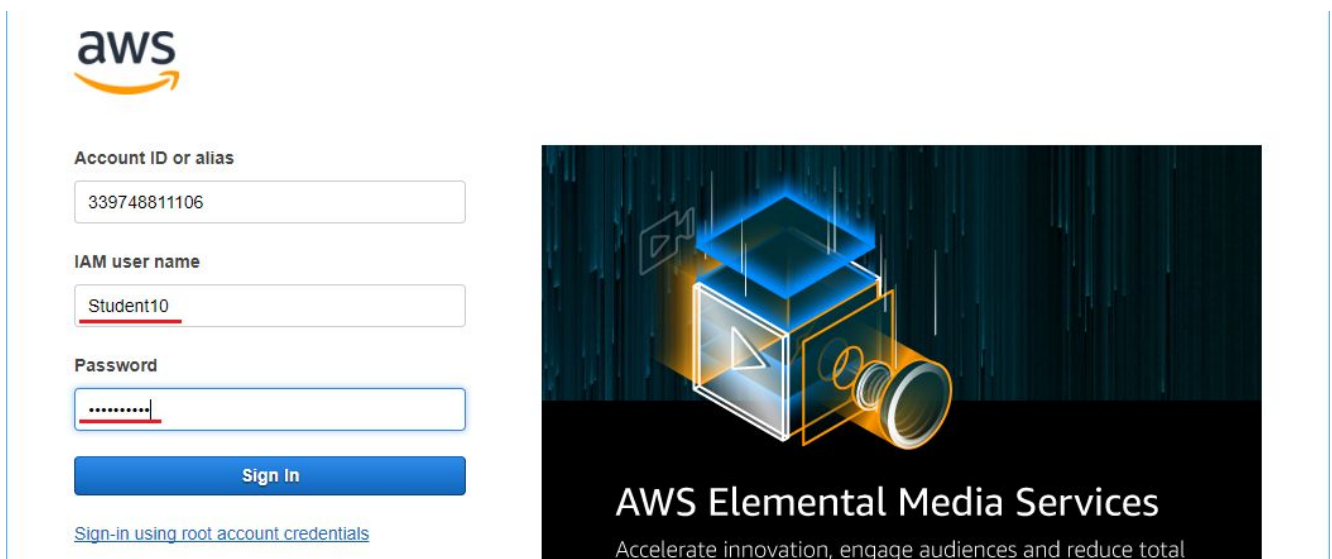 aws
Account ID or alias
339748811106
IAM user name
Student10
Password
••••••••••
Sign In
Sign-in using root account credentials
AWS Elemental Media Services
Accelerate innovation, engage audiences and reduce total